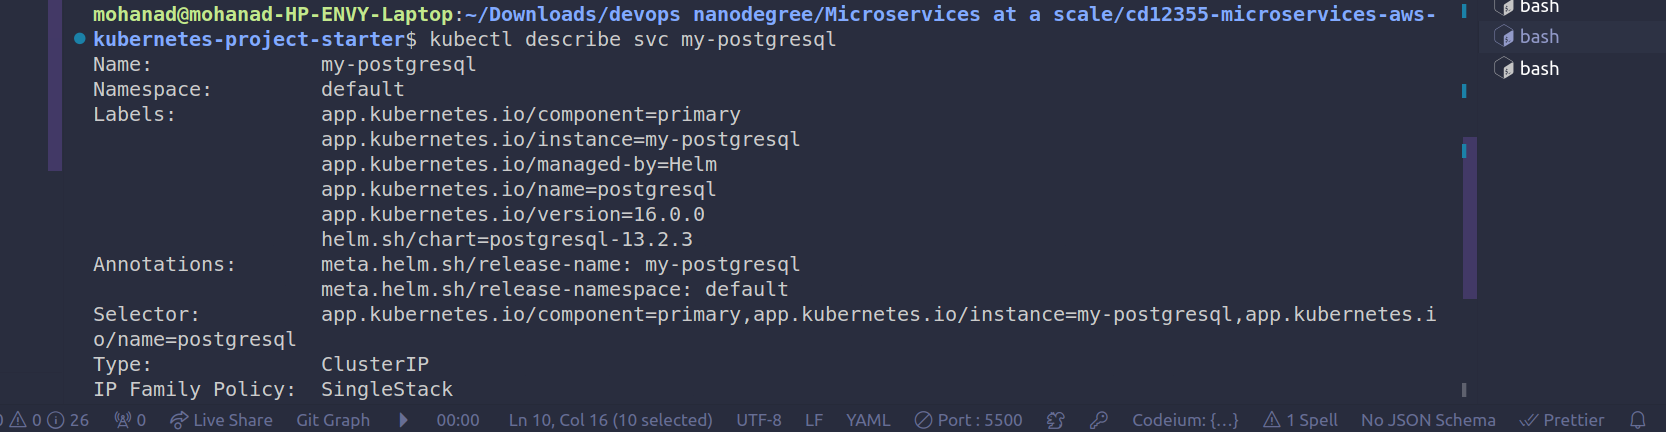 mohanad@mohanad-HP-ENVY-Laptop:~/Downloads/devops nanodegree/Microservices at a scale/cd12355-microservices-aws-
kubernetes-project-starter$ kubectl describe svc my-postgresql
Name:              my-postgresql
Namespace:         default
Labels:            app.kubernetes.io/component=primary
                   app.kubernetes.io/instance=my-postgresql
                   app.kubernetes.io/managed-by=Helm
                   app.kubernetes.io/name=postgresql
                   app.kubernetes.io/version=16.0.0
                   helm.sh/chart=postgresql-13.2.3
Annotations:       meta.helm.sh/release-name: my-postgresql
                   meta.helm.sh/release-namespace: default
Selector:          app.kubernetes.io/component=primary,app.kubernetes.io/instance=my-postgresql,app.kubernetes.i
o/name=postgresql
Type:              ClusterIP
IP Family Policy:  SingleStack
bash
bash
bash
0 0 26 0 Live Share Git Graph 00:00 Ln 10, Col 16 (10 selected) UTF-8 LF YAML Port : 5500 Codeium: {...} 1 Spell No JSON Schema Prettier